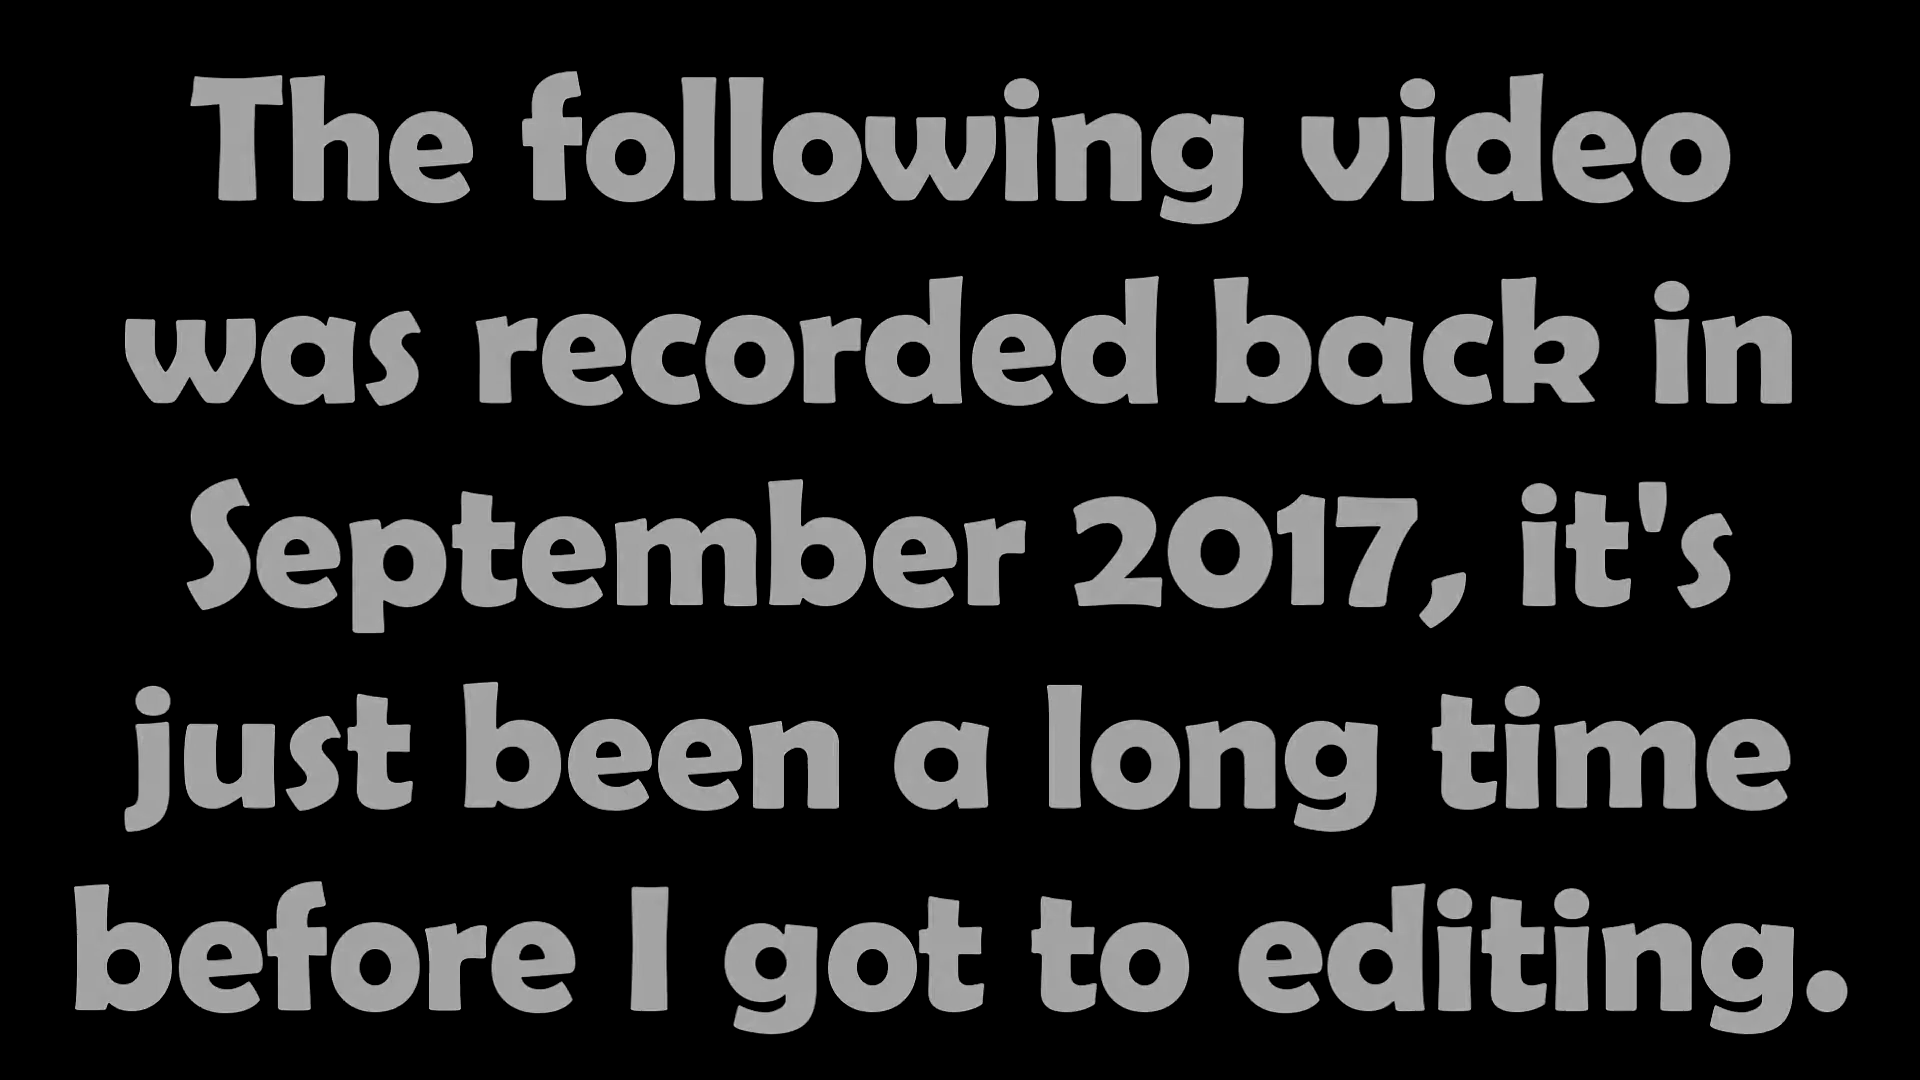 The following video
was recorded back in
September 2017, it's
just been a long time
before I got to editing.